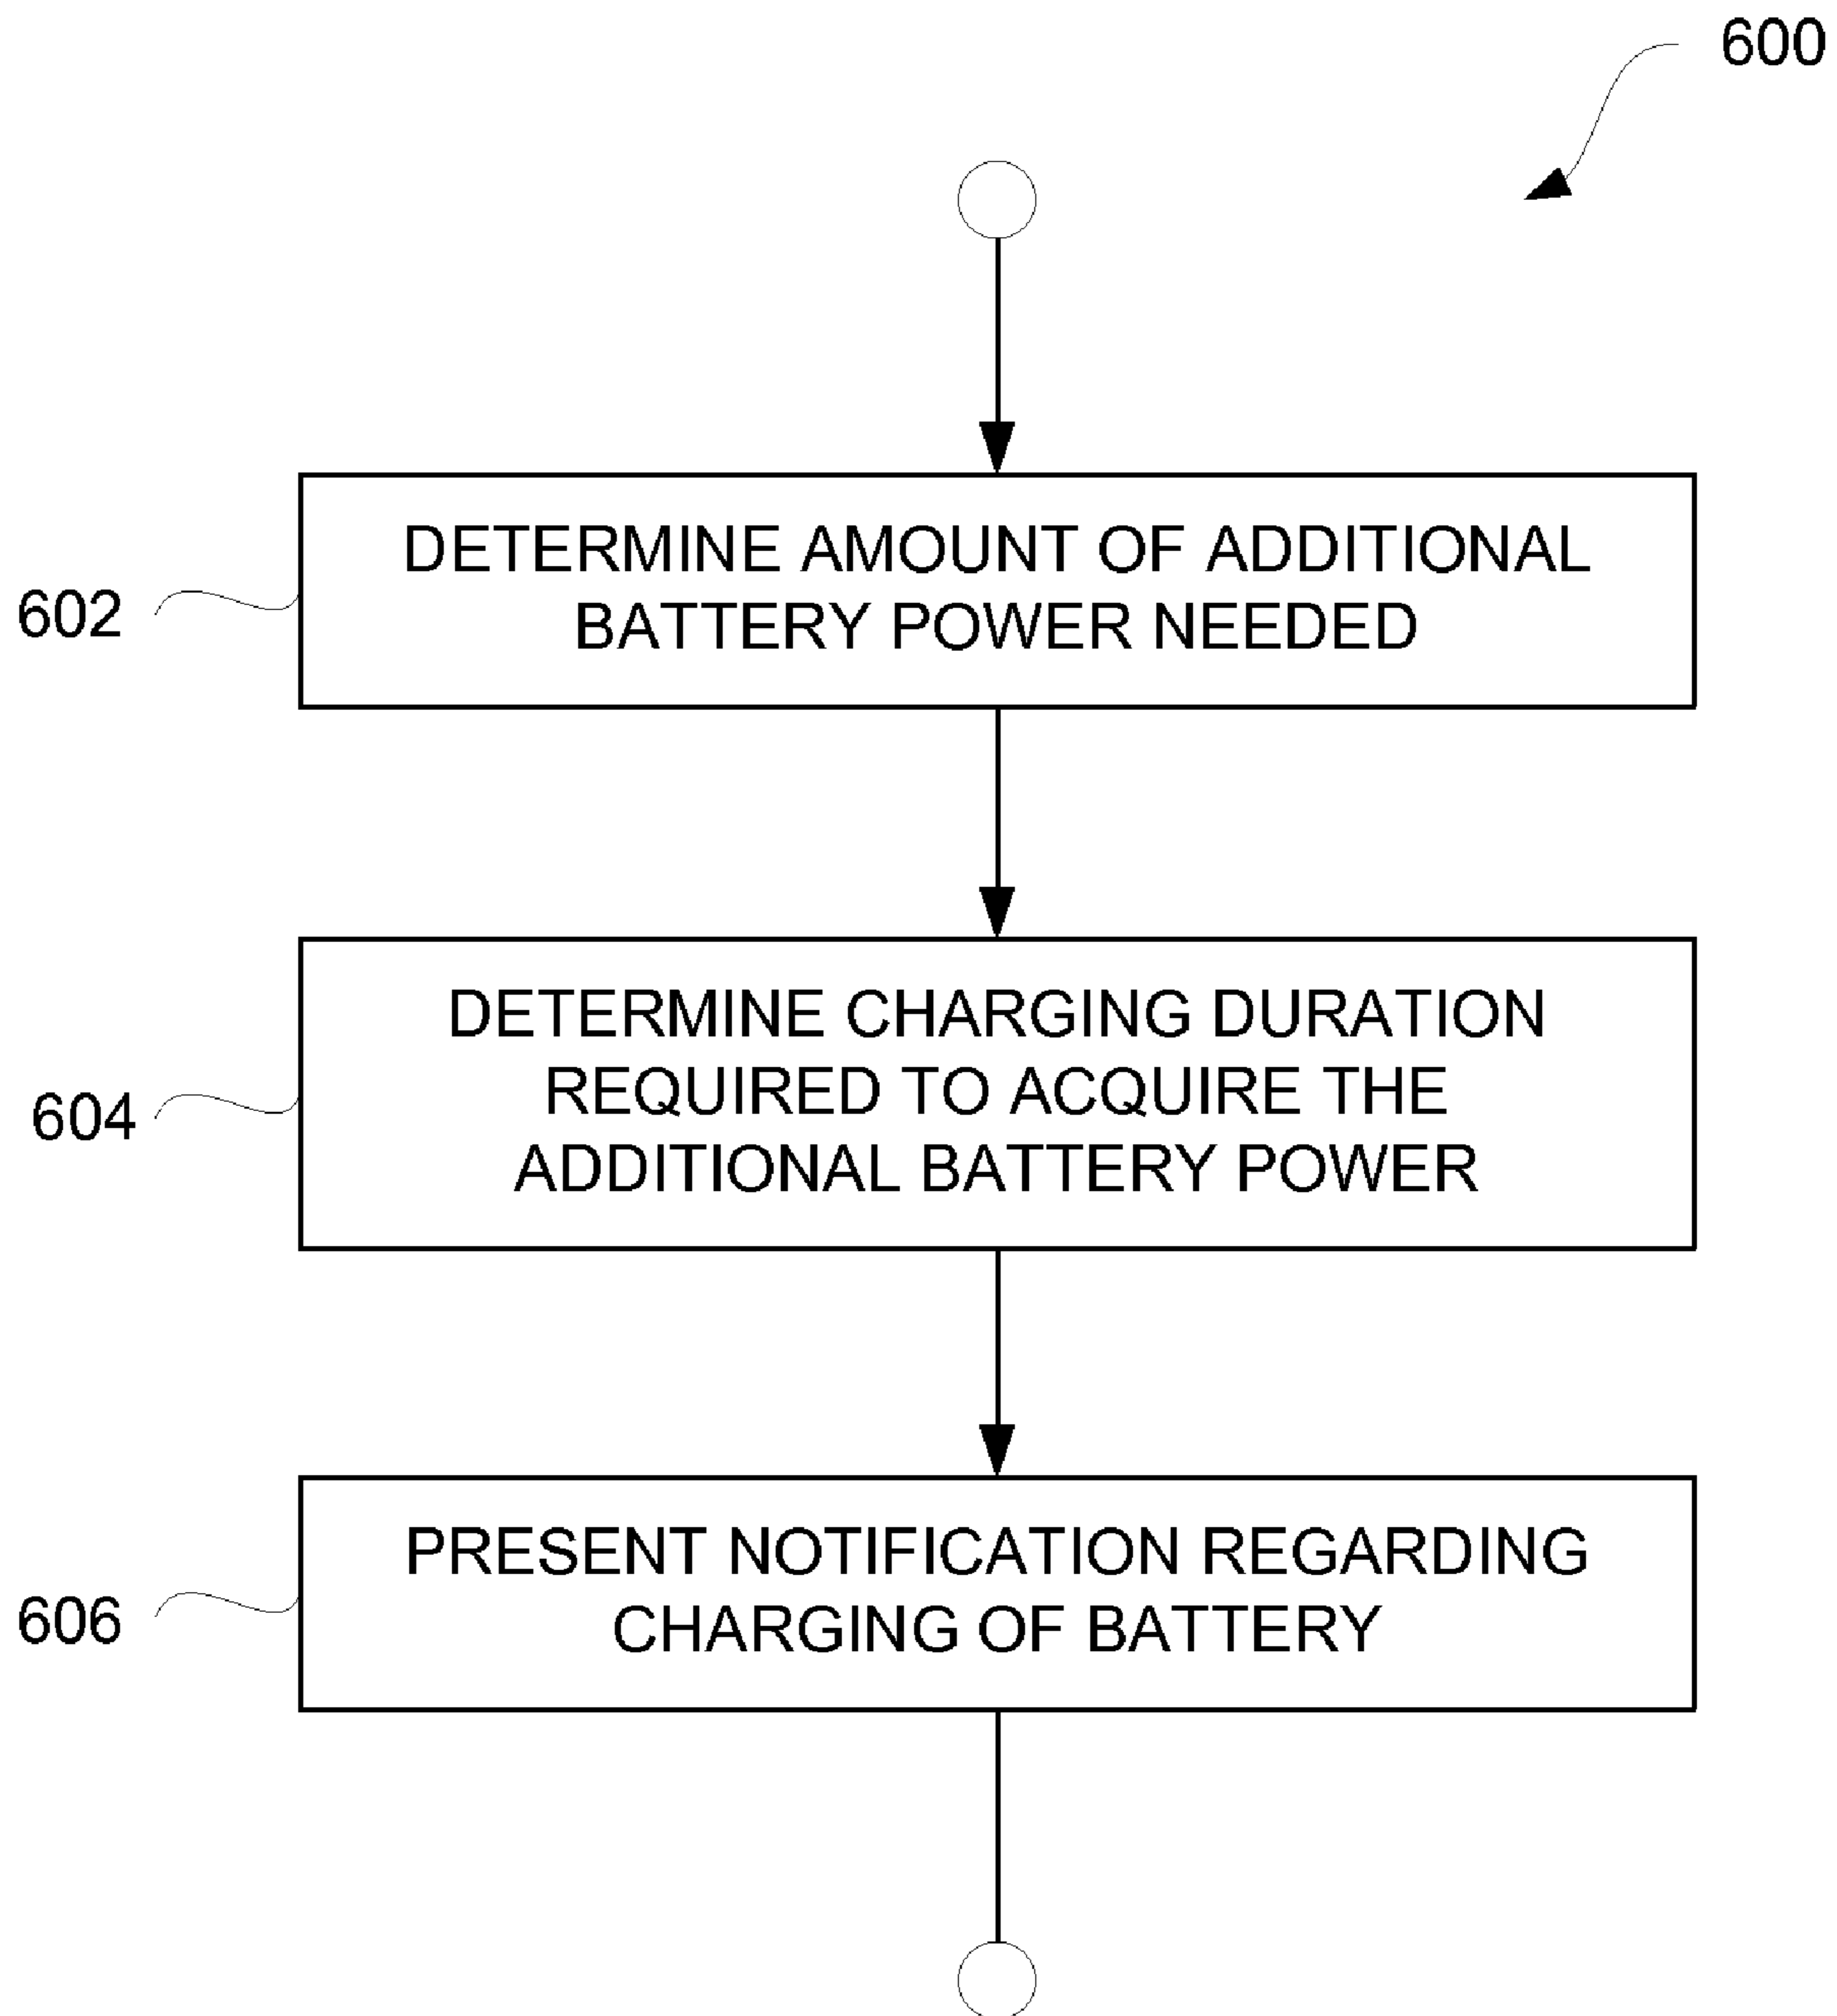 600
DETERMINE AMOUNT OF ADDITIONAL
BATTERY POWER NEEDED
602
DETERMINE CHARGING DURATION
REQUIRED TO ACQUIRE THE
ADDITIONAL BATTERY POWER
604
PRESENT NOTIFICATION REGARDING
CHARGING OF BATTERY
606